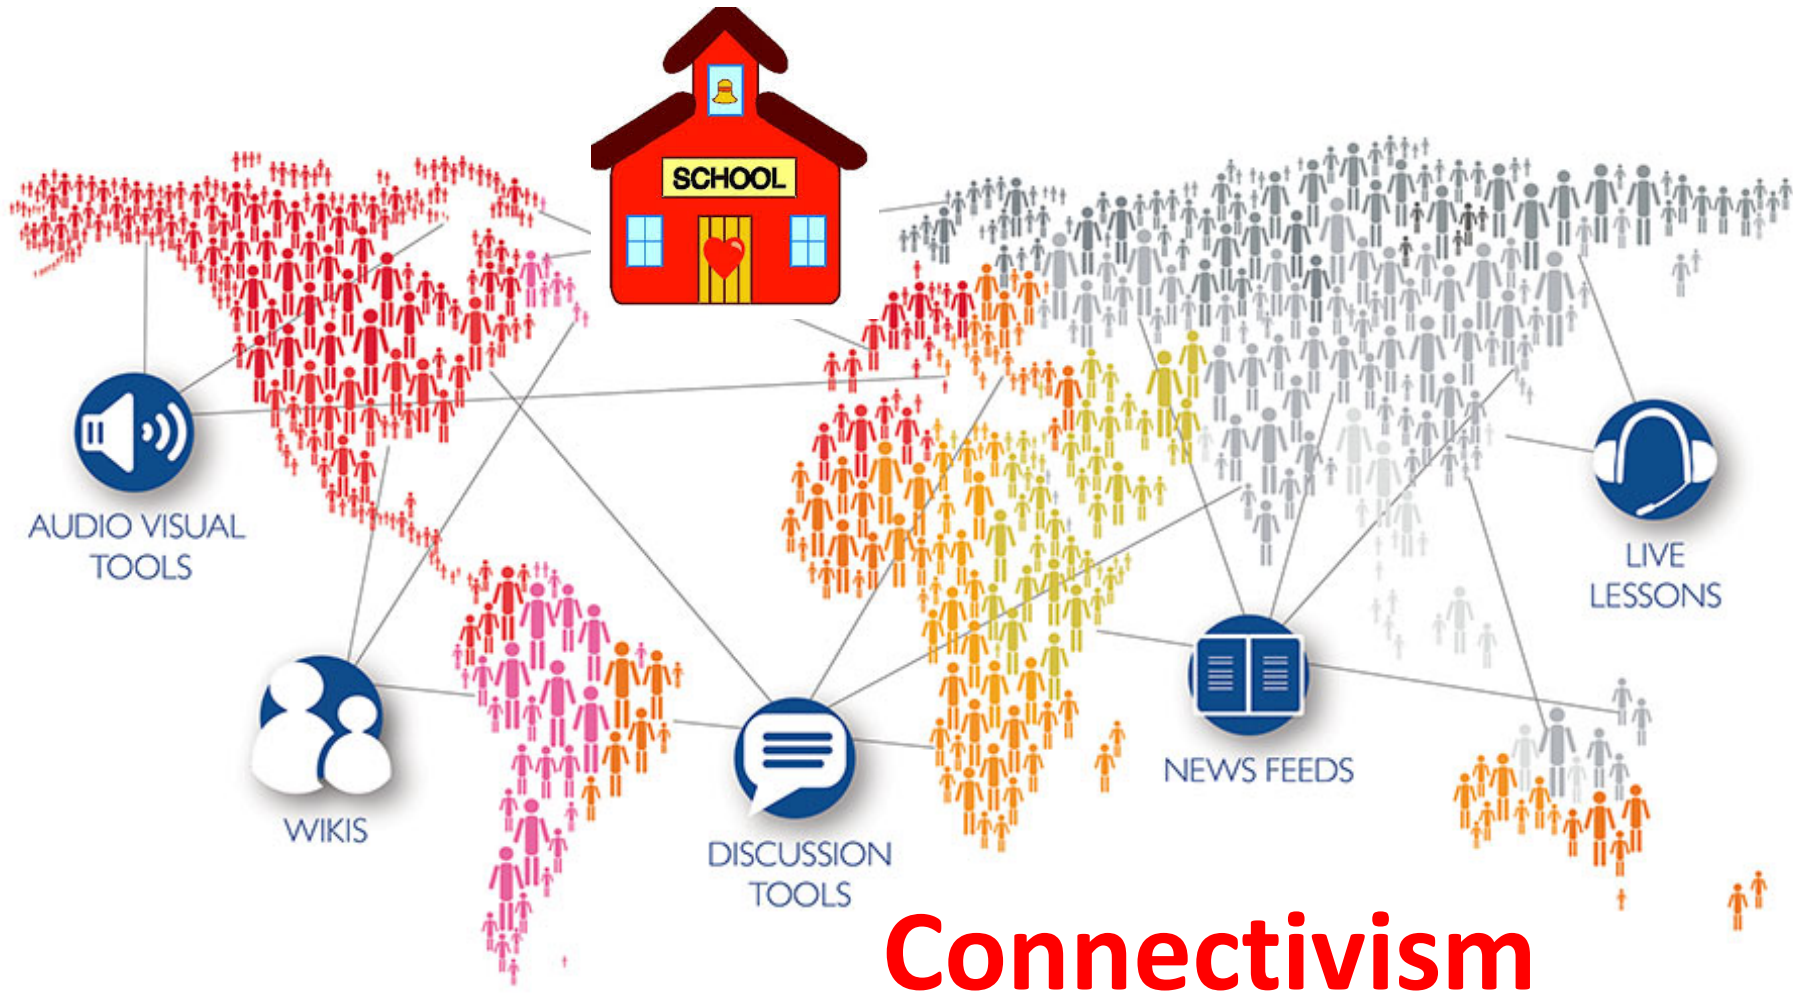 SCHOOL
AUDIO VISUAL
TOOLS
LIVE
LESSONS
WIKIS
NEWS FEEDS
DISCUSSION
TOOLS
Connectivism